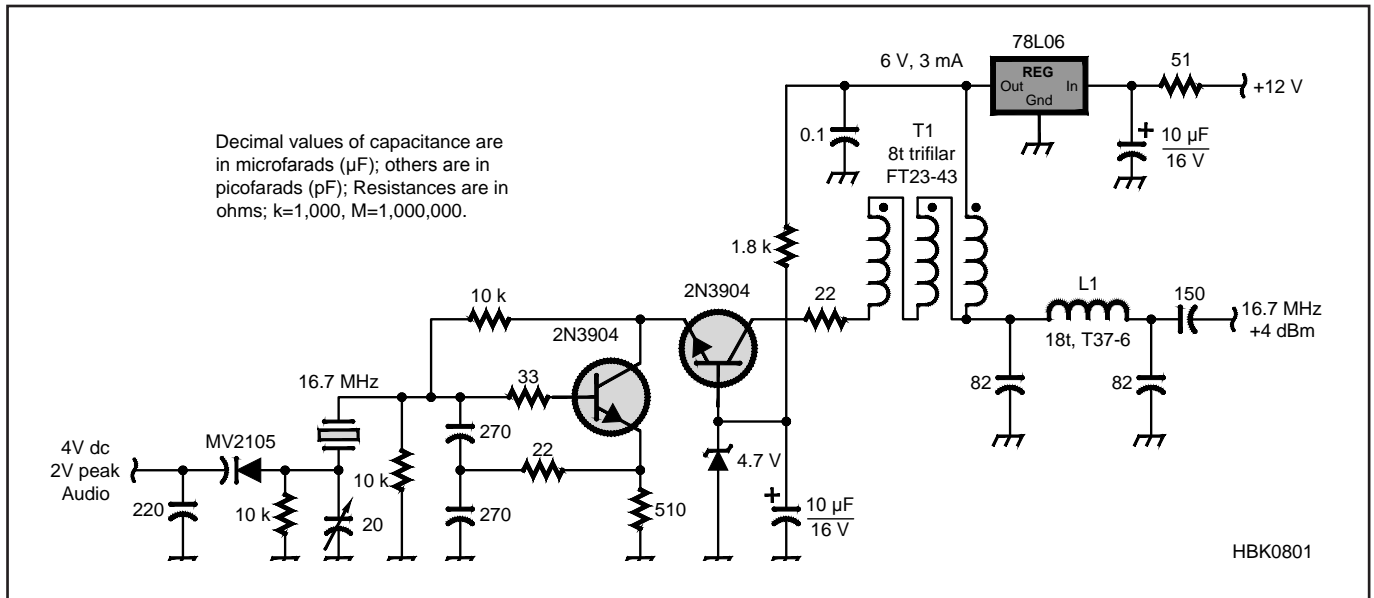 78L06
6 V, 3 mA
REG
Out
In
Gnd
51
+12 V
10 µF
16 V
Decimal values of capacitance are
in microfarads (µF); others are in
picofarads (pF); Resistances are in
ohms; k=1,000, M=1,000,000.
0.1
T1
8t trifilar
FT23-43
1.8 k
10 k
2N3904
2N3904
22
L1
18t, T37-6
150
16.7 MHz
+4 dBm
82
82
16.7 MHz
33
4V dc
2V peak
Audio
MV2105
220
10 k
20
10 k
270
22
270
510
4.7 V
10 µF
16 V
HBK0801